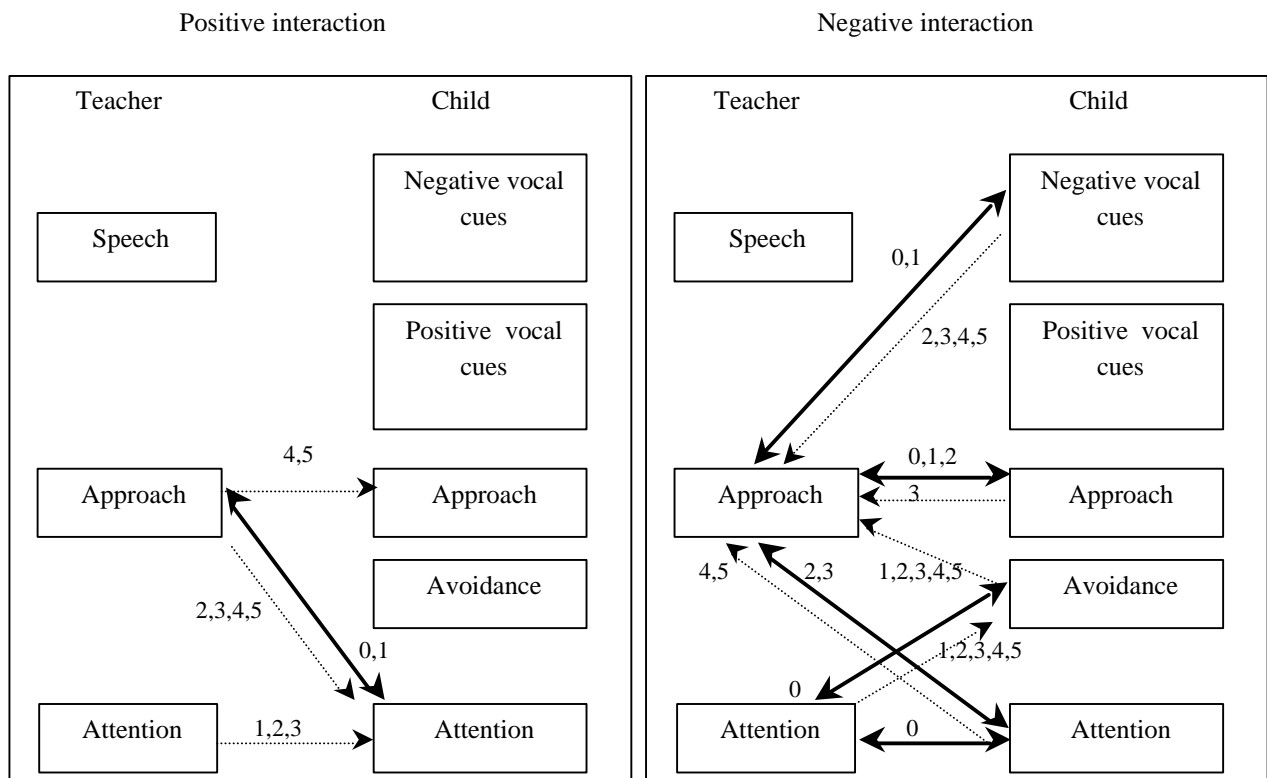 Positive interaction
Negative interaction
Teacher
Child
Negative vocal
cues
Speech
Positive vocal
cues
4,5
Approach
Approach
Avoidance
2,3,4,5
0,1
Attention
1,2,3
Attention
Teacher
Child
Negative vocal
cues
Speech
0,1
2,3,4,5
Positive vocal
cues
0,1,2
Approach
3
Approach
4,5
2,3
1,2,3,4,5
Avoidance
1,2,3,4,5
0
Attention
0
Attention